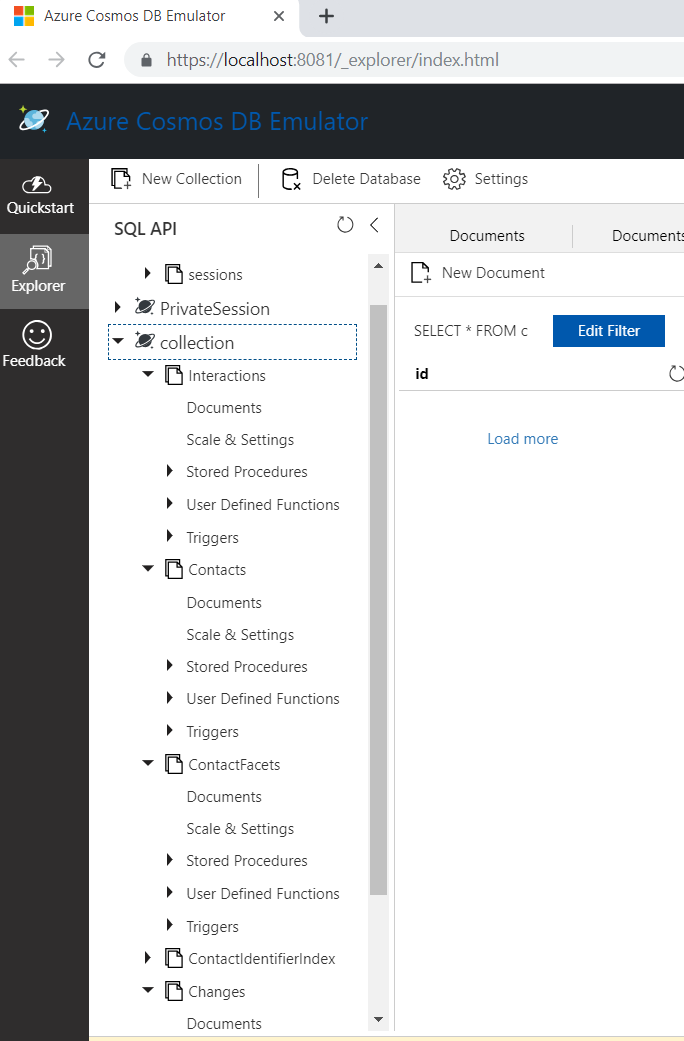 Azure Cosmos DB Emulator
https://localhost:8081/_explorer/index.html
Azure Cosmos DB Emulator
Quickstart
Explorer
Feedback
New Collection
Delete Database
Settings
SQL API
sessions
PrivateSession
collection
Interactions
Documents
Scale & Settings
Stored Procedures
User Defined Functions
Triggers
Contacts
Documents
Scale & Settings
Stored Procedures
User Defined Functions
Triggers
ContactFacets
Documents
Scale & Settings
Stored Procedures
User Defined Functions
Triggers
ContactIdentifierIndex
Changes
Documents
Documents
Documents
New Document
SELECT * FROM c
Edit Filter
id
Load more